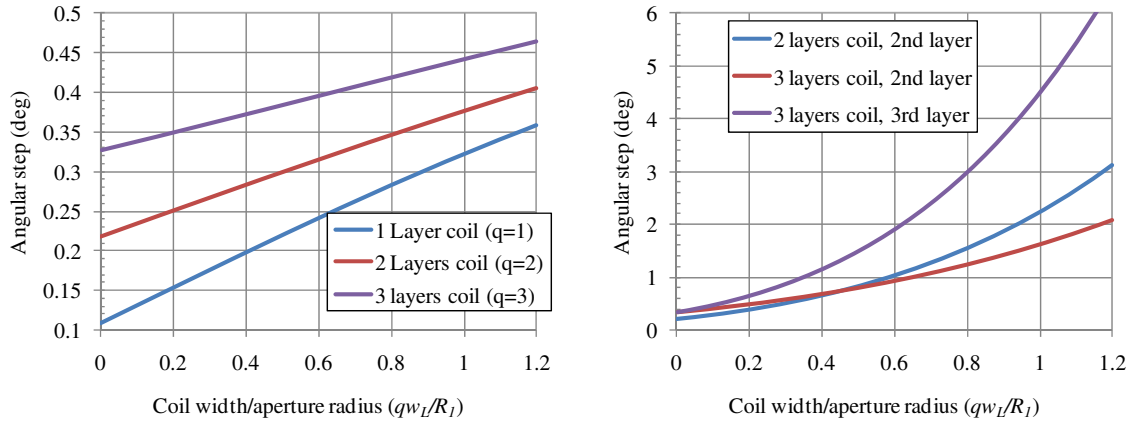 0.5
0.45
0.4
0.35
0.3
0.25
0.2
0.15
0.1
Angular step (deg)
1 Layer coil (q=1)
2 Layers coil (q=2)
3 layers coil (q=3)
0 0.2 0.4 0.6 0.8 1 1.2
Coil width/aperture radius (qw_L/R_1)
6
5
4
3
2
1
0
Angular step (deg)
2 layers coil, 2nd layer
3 layers coil, 2nd layer
3 layers coil, 3rd layer
0 0.2 0.4 0.6 0.8 1 1.2
Coil width/aperture radius (qw_L/R_1)